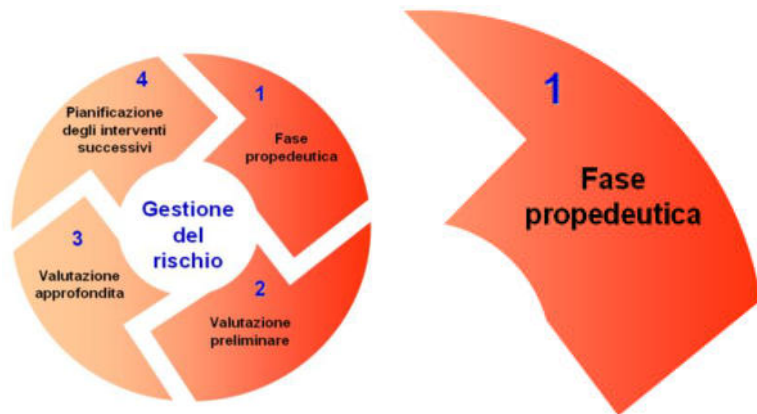 4
Pianificazione
degli interventi
successivi
1
Fase
propedeutica
Gestione
del
rischio
3
Valutazione
approfondita
2
Valutazione
preliminare
1
Fase
propedeutica